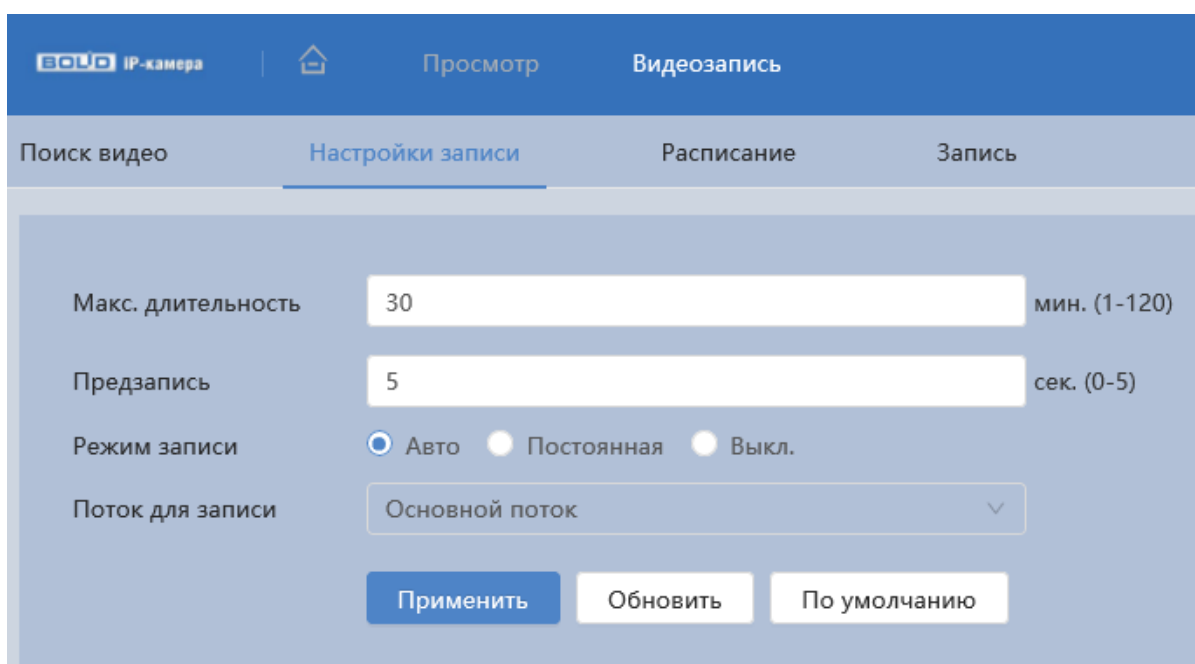 BOLID IP-камера Просмотр Видеозапись
Поиск видео Настройки записи Расписание Запись
Макс. длительность 30 мин. (1-120)
Предзапись 5 сек. (0-5)
Режим записи Авто Постоянная Выкл.
Поток для записи Основной поток
Применить Обновить По умолчанию